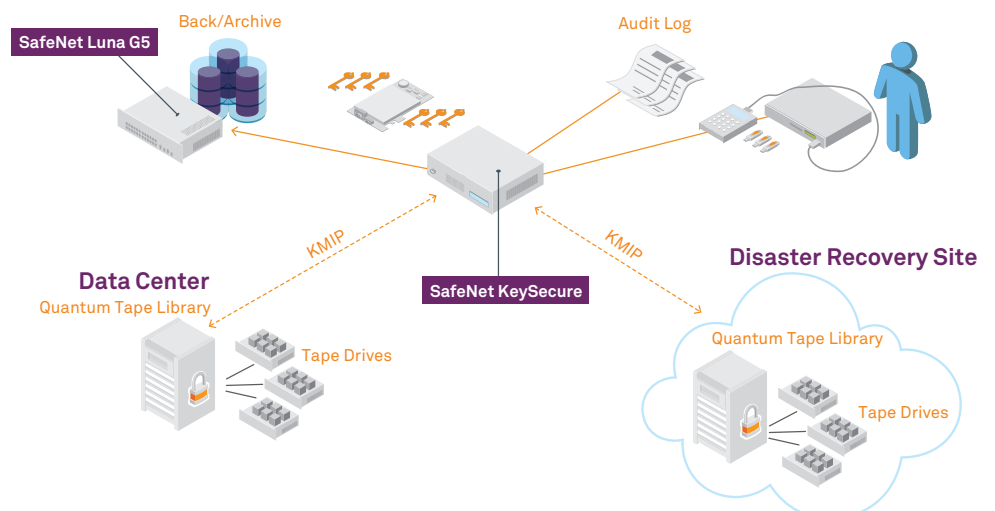 Back/Archive
Audit Log
SafeNet Luna G5
KMIP
KMIP
Disaster Recovery Site
Data Center
SafeNet KeySecure
Quantum Tape Library
Quantum Tape Library
Tape Drives
Tape Drives